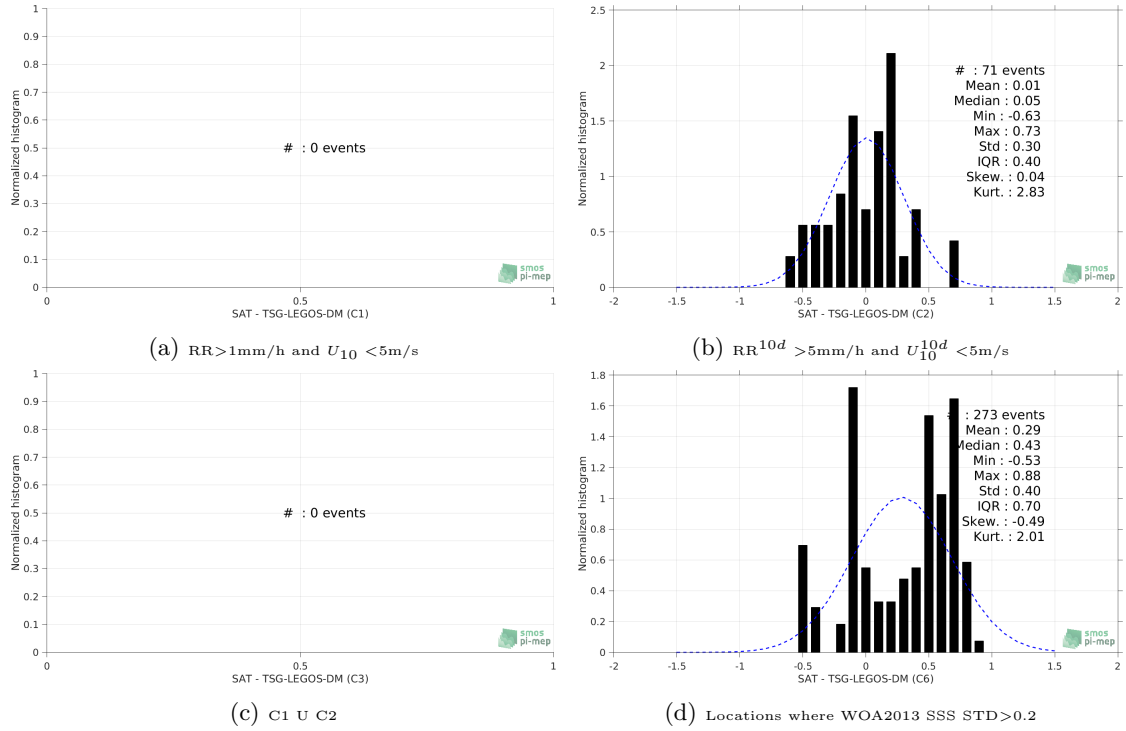 1
0.9
0.8
0.7
0.6
0.5
0.4
0.3
0.2
0.1
0
Normalized histogram
# : 0 events
smos
pi-mep
0 0.5 1
SAT - TSG-LEGOS-DM (C1)
(a) RR>1mm/h and U10 <5m/s
2.5
2
1.5
1
0.5
0
Normalized histogram
# : 71 events
Mean : 0.01
Median : 0.05
Min : -0.63
Max : 0.73
Std : 0.30
IQR : 0.40
Skew. : 0.04
Kurt. : 2.83
smos
pi-mep
-2 -1.5 -1 -0.5 0 0.5 1 1.5 2
SAT - TSG-LEGOS-DM (C2)
(b) RR10d >5mm/h and U10d10 <5m/s
1
0.9
0.8
0.7
0.6
0.5
0.4
0.3
0.2
0.1
0
Normalized histogram
# : 0 events
smos
pi-mep
0 0.5 1
SAT - TSG-LEGOS-DM (C3)
(c) C1 U C2
1.8
1.6
1.4
1.2
1
0.8
0.6
0.4
0.2
0
Normalized histogram
# : 273 events
Mean : 0.29
Median : 0.43
Min : -0.53
Max : 0.88
Std : 0.40
IQR : 0.70
Skew. : -0.49
Kurt. : 2.01
smos
pi-mep
-2 -1.5 -1 -0.5 0 0.5 1 1.5 2
SAT - TSG-LEGOS-DM (C6)
(d) Locations where WOA2013 SSS STD>0.2